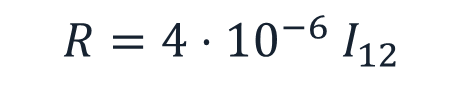 R = 4 · 10⁻⁶ I₁₂